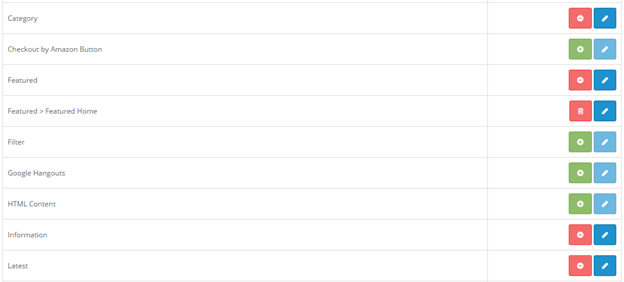 Category
Checkout by Amazon Button
Featured
Featured > Featured Home
Filter
Google Hangouts
HTML Content
Information
Latest